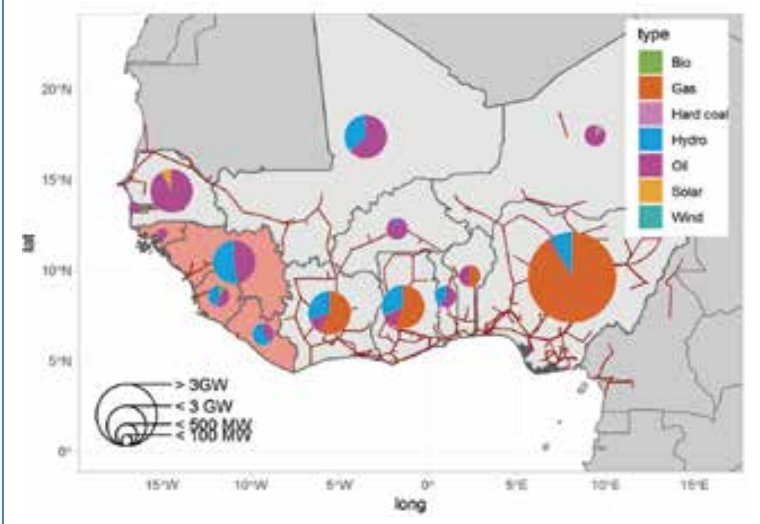 type
Bio
Gas
Hard coal
Hydro
Oil
Solar
Wind
20°N
15°N
10°N
5°N
0°
lat
> 3GW
< 3 GW
< 500 MW
< 100 MW
15°W
10°W
5°W
0°
5°E
10°E
15°E
long